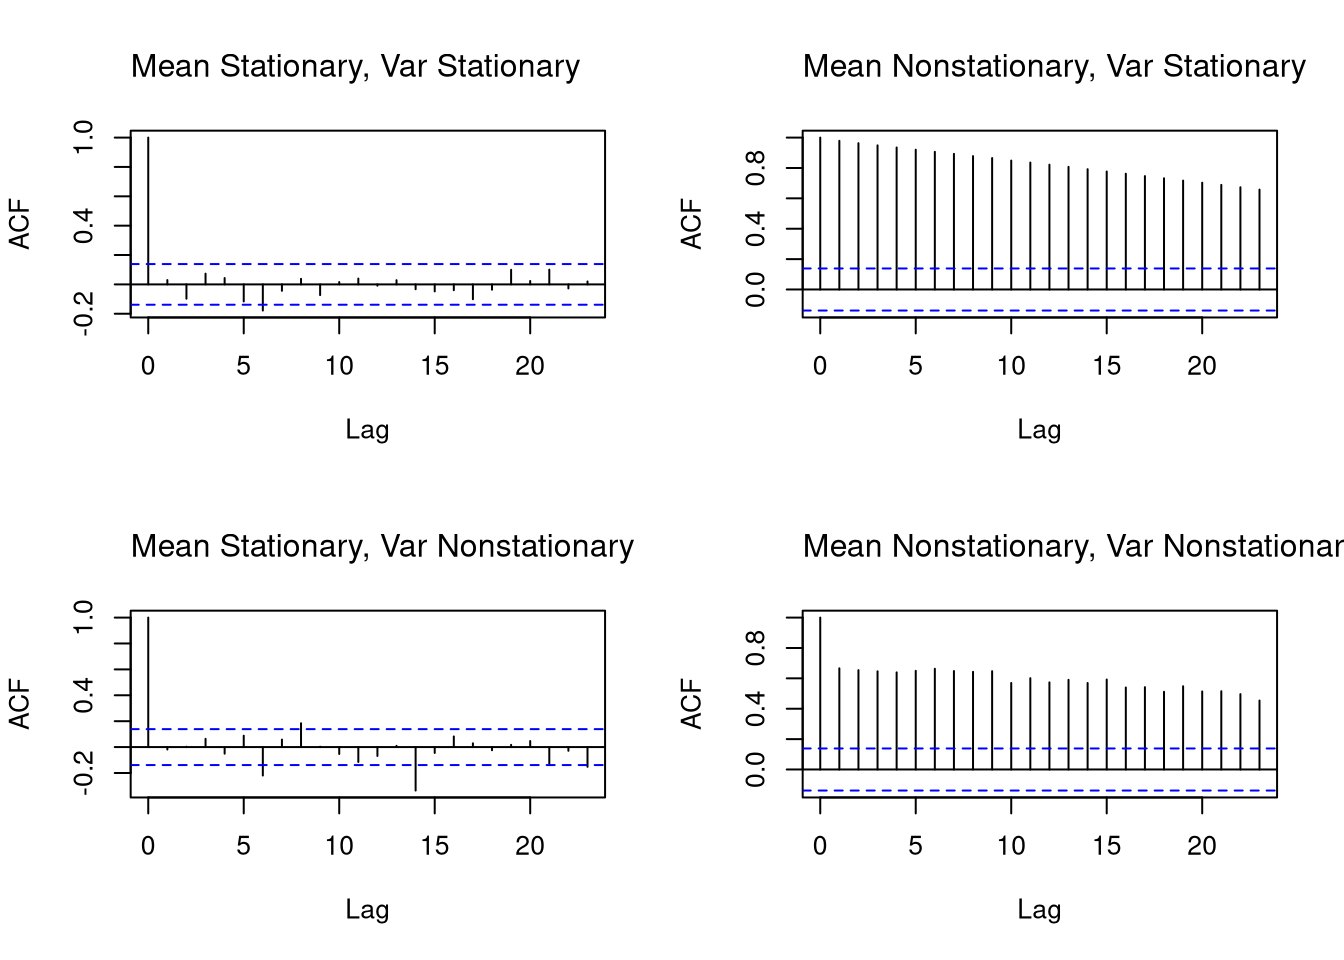 Mean Stationary, Var Stationary
ACF
1.0
0.4
-0.2
0 5 10 15 20
Lag
Mean Nonstationary, Var Stationary
ACF
0.8
0.4
0.0
0 5 10 15 20
Lag
Mean Stationary, Var Nonstationary
ACF
1.0
0.4
-0.2
0 5 10 15 20
Lag
Mean Nonstationary, Var Nonstationar
ACF
0.8
0.4
0.0
0 5 10 15 20
Lag